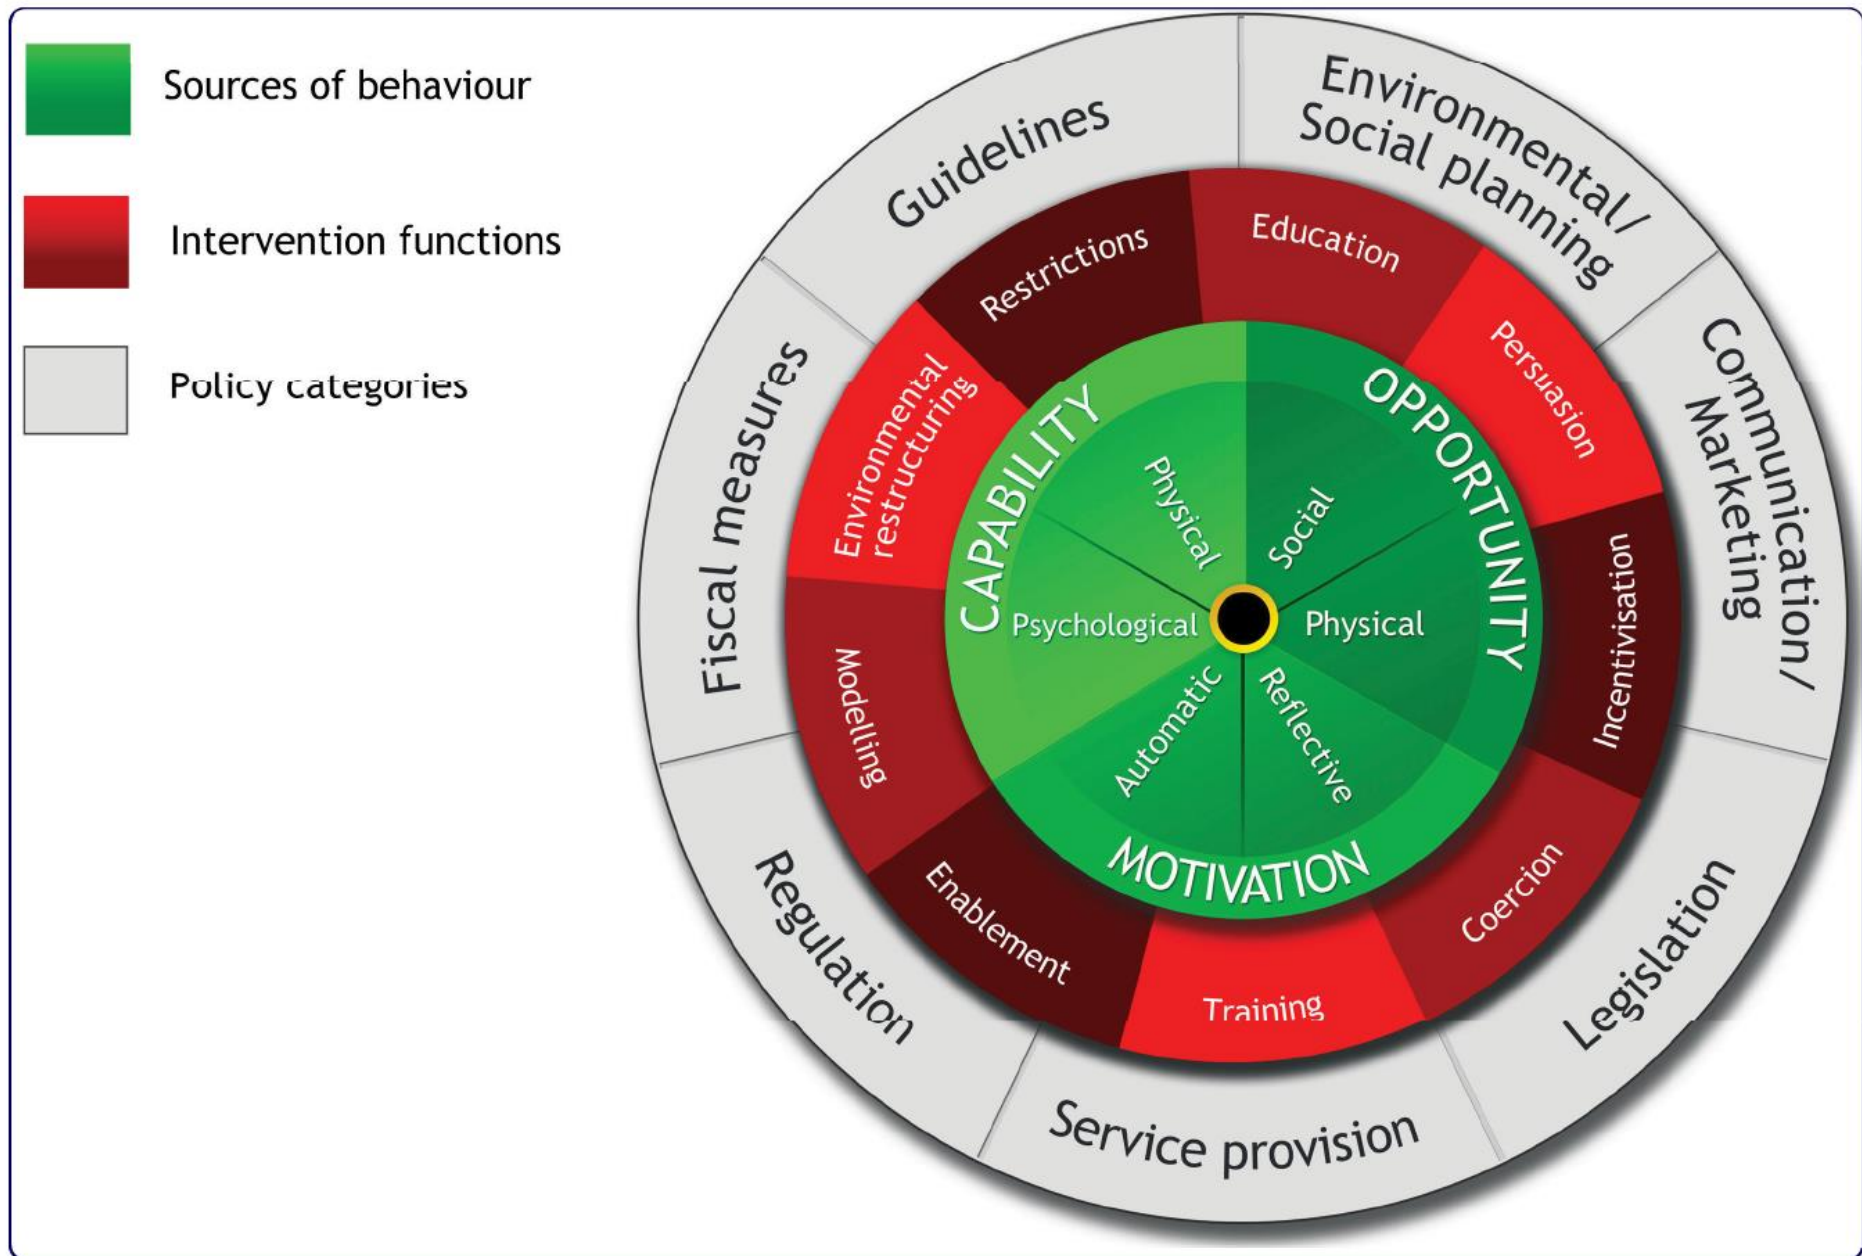 Sources of behaviour
Intervention functions
Policy categories
Guidelines
Environmental/
Social planning
Communication/
Marketing
Legislation
Service provision
Regulation
Fiscal measures
Restrictions
Education
Persuasion
Incentivisation
Coercion
Training
Enablement
Modelling
Environmental
restructuring
CAPABILITY
OPPORTUNITY
MOTIVATION
Physical
Social
Physical
Reflective
Automatic
Psychological